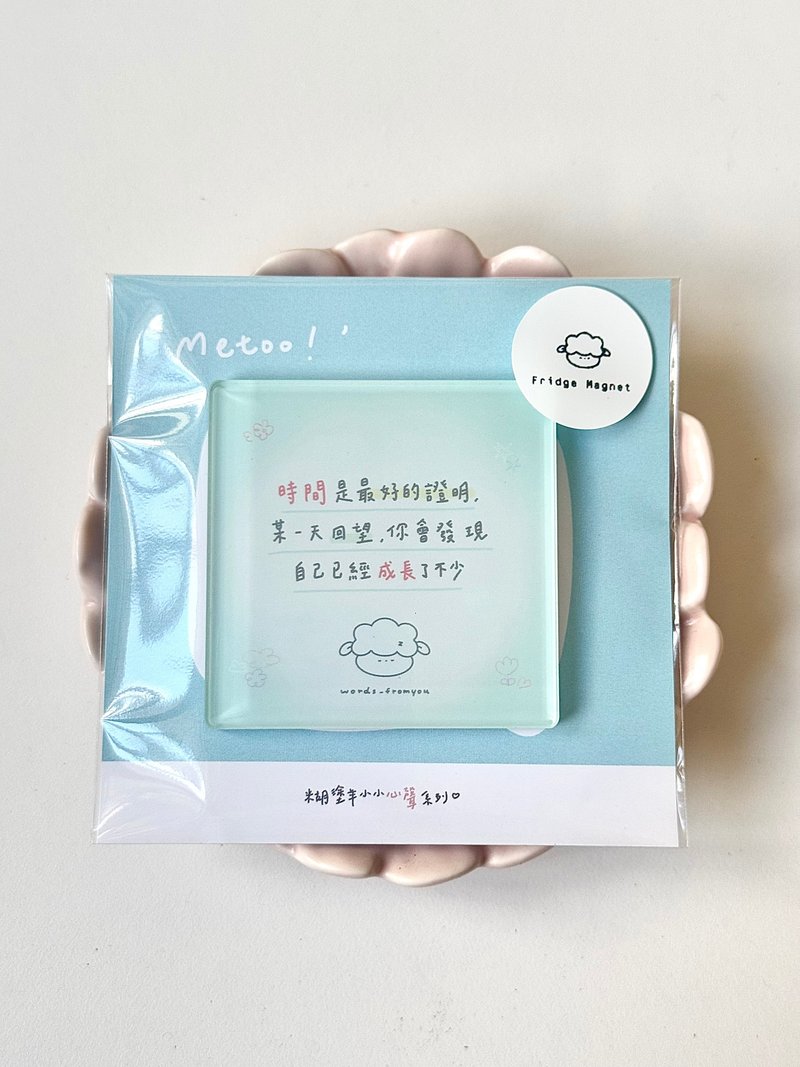 Metoo!
Fridge Magnet
時間是最好的證明,
某一天回望,你會發現
自己已經成長了不少
z
words_fromyou
糊塗羊小小心聲系列♡